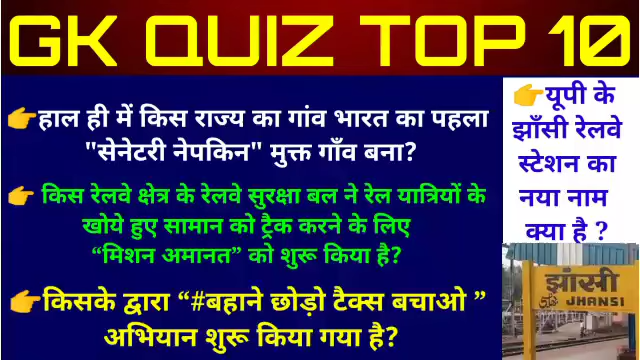 GK QUIZ TOP 10
👉हाल ही में किस राज्य का गांव भारत का पहला
"सेनेटरी नेपकिन" मुक्त गाँव बना?
👉 किस रेलवे क्षेत्र के रेलवे सुरक्षा बल ने रेल यात्रियों के
खोये हुए सामान को ट्रैक करने के लिए
“मिशन अमानत” को शुरू किया है?
👉किसके द्वारा “#बहाने छोड़ो टैक्स बचाओ ”
अभियान शुरू किया गया है?
👉यूपी के
झाँसी रेलवे
स्टेशन का
नया नाम
क्या है ?
झांसी
JHANSI